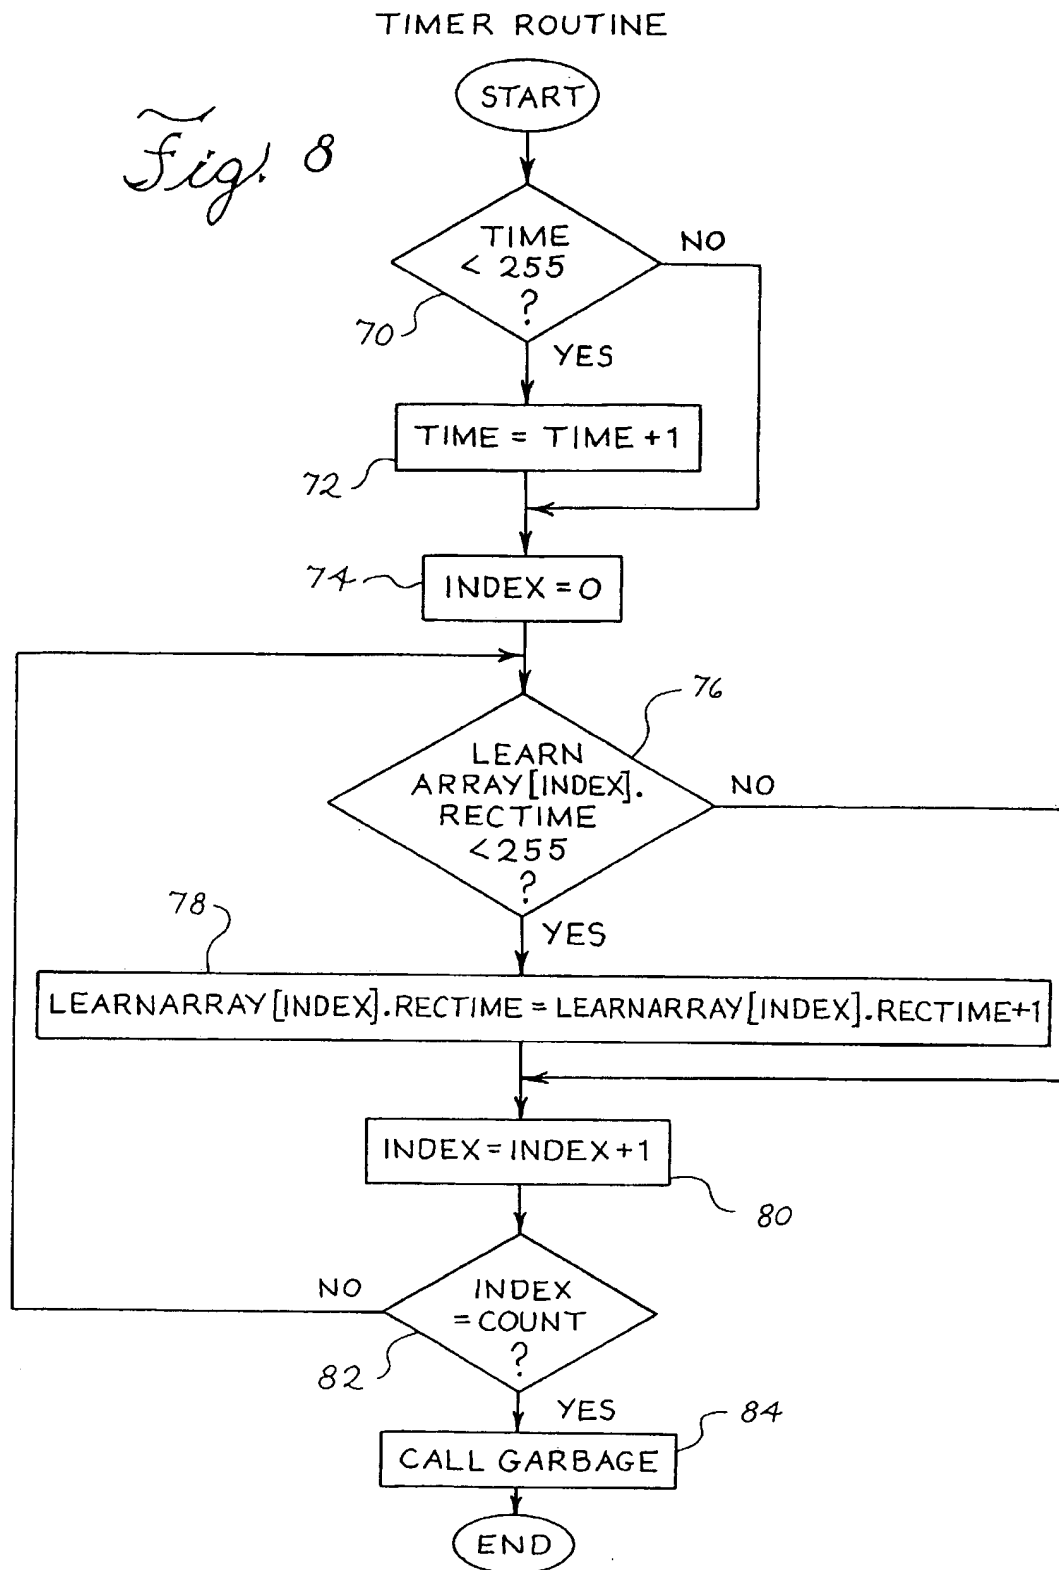 TIMER ROUTINE
START
Fig. 8
TIME
< 255
?
NO
70
YES
TIME = TIME +1
72
74
INDEX = 0
76
LEARN
ARRAY[INDEX].
RECTIME
<255
?
NO
78
YES
LEARNARRAY[INDEX].RECTIME = LEARNARRAY[INDEX].RECTIME+1
INDEX = INDEX +1
80
NO
INDEX
= COUNT
?
82
YES
84
CALL GARBAGE
END